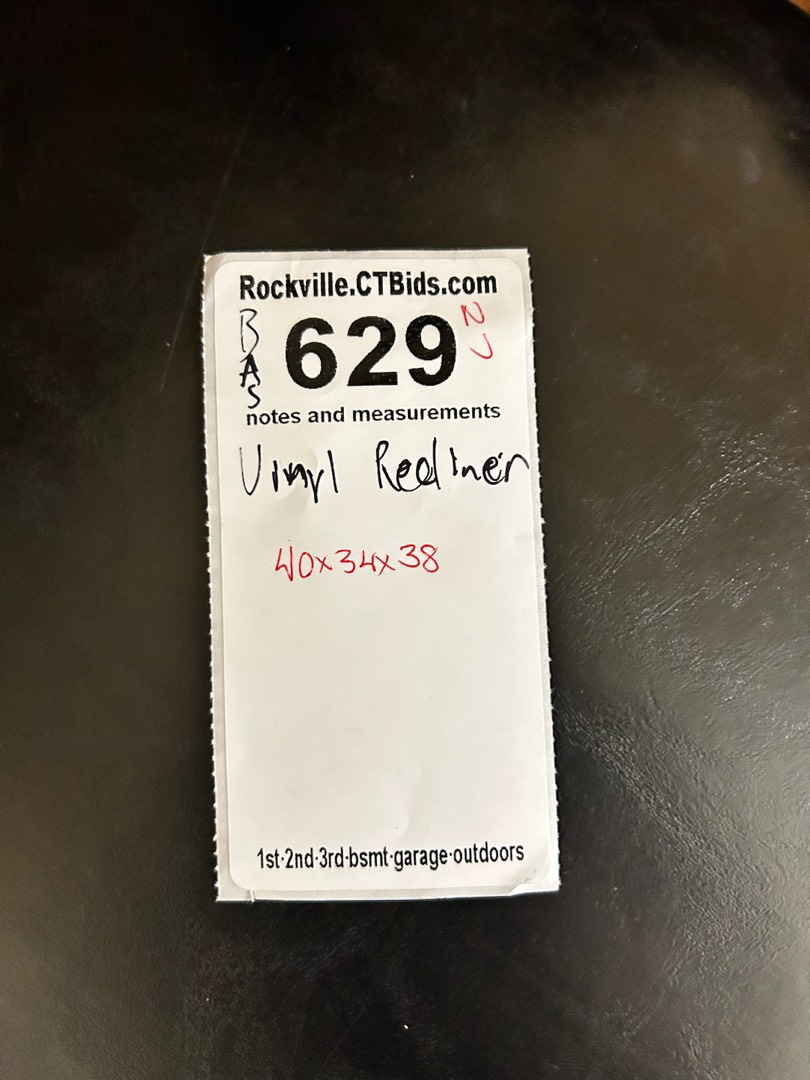 Rockville.CTBids.com
BAS 629 NJ
notes and measurements
Vinyl Recliner
40x34x38
1st·2nd·3rd·bsmt·garage·outdoors